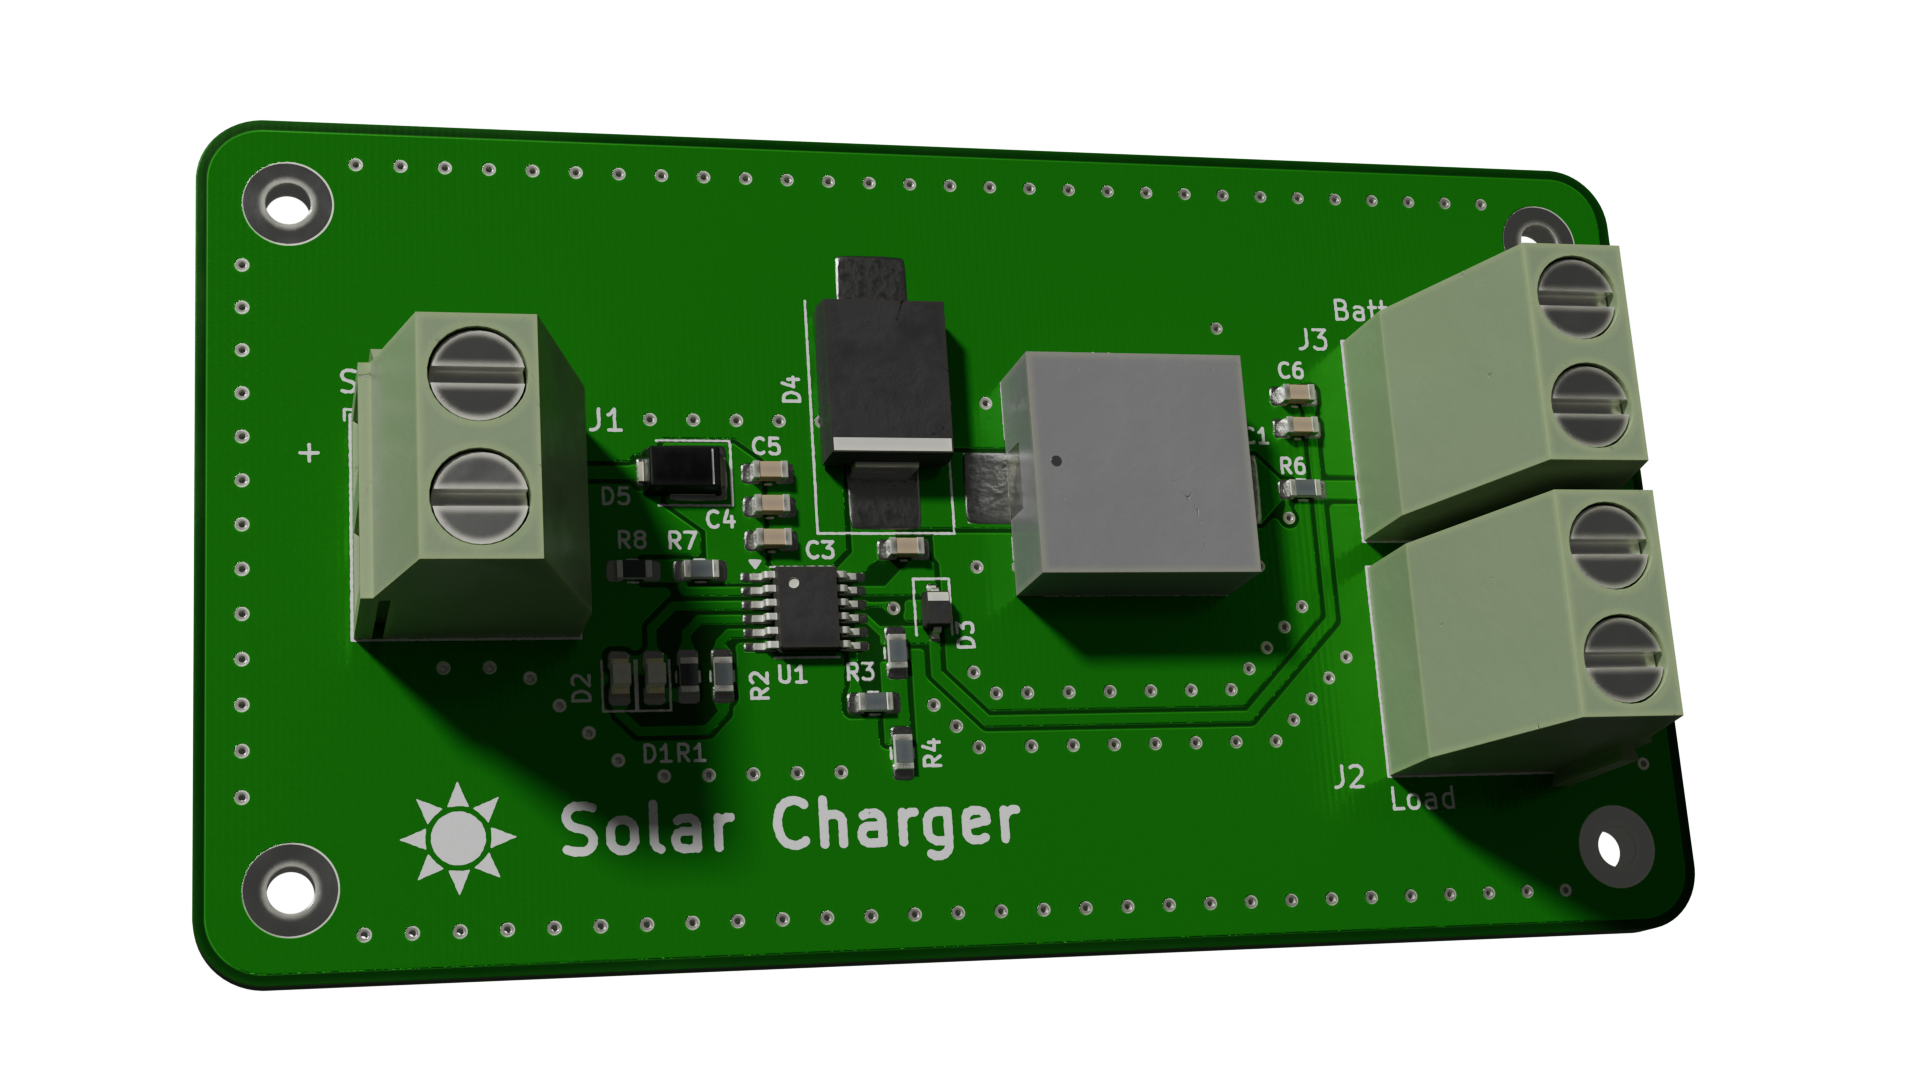 Batt
J3
C6
S
D4
J1
+
C5
C1
R6
D5
C4
R8 R7
C3
D3
D2
R2
U1
R3
D1R1
R4
J2
Load
Solar Charger